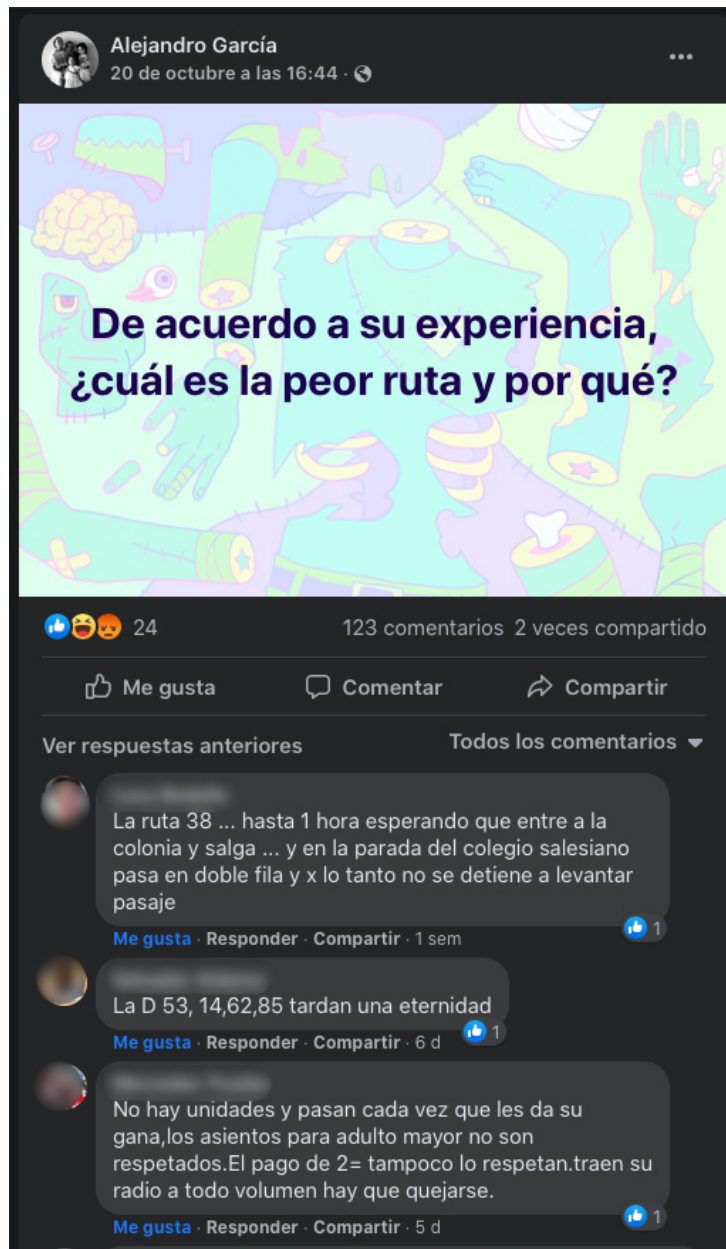 Alejandro García
20 de octubre a las 16:44 ·
De acuerdo a su experiencia,
¿cuál es la peor ruta y por qué?
24
123 comentarios 2 veces compartido
Me gusta
Comentar
Compartir
Ver respuestas anteriores
Todos los comentarios
La ruta 38 ... hasta 1 hora esperando que entre a la
colonia y salga ... y en la parada del colegio salesiano
pasa en doble fila y x lo tanto no se detiene a levantar
pasaje
1
Me gusta · Responder · Compartir · 1 sem
La D 53, 14,62,85 tardan una eternidad
1
Me gusta · Responder · Compartir · 6 d
No hay unidades y pasan cada vez que les da su
gana,los asientos para adulto mayor no son
respetados.El pago de 2= tampoco lo respetan.traen su
radio a todo volumen hay que quejarse.
1
Me gusta · Responder · Compartir · 5 d